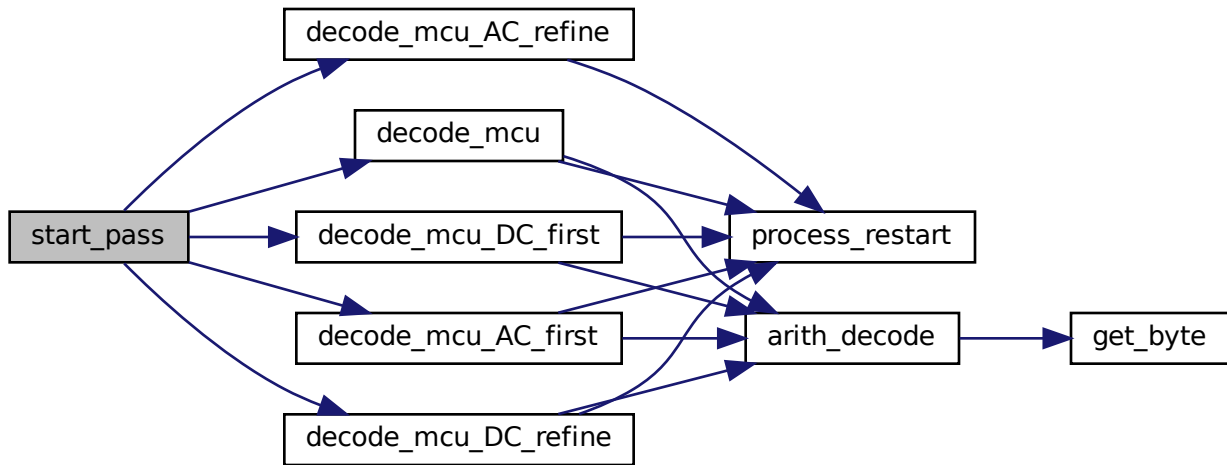 decode_mcu_AC_refine
decode_mcu
start_pass
decode_mcu_DC_first
process_restart
decode_mcu_AC_first
arith_decode
get_byte
decode_mcu_DC_refine